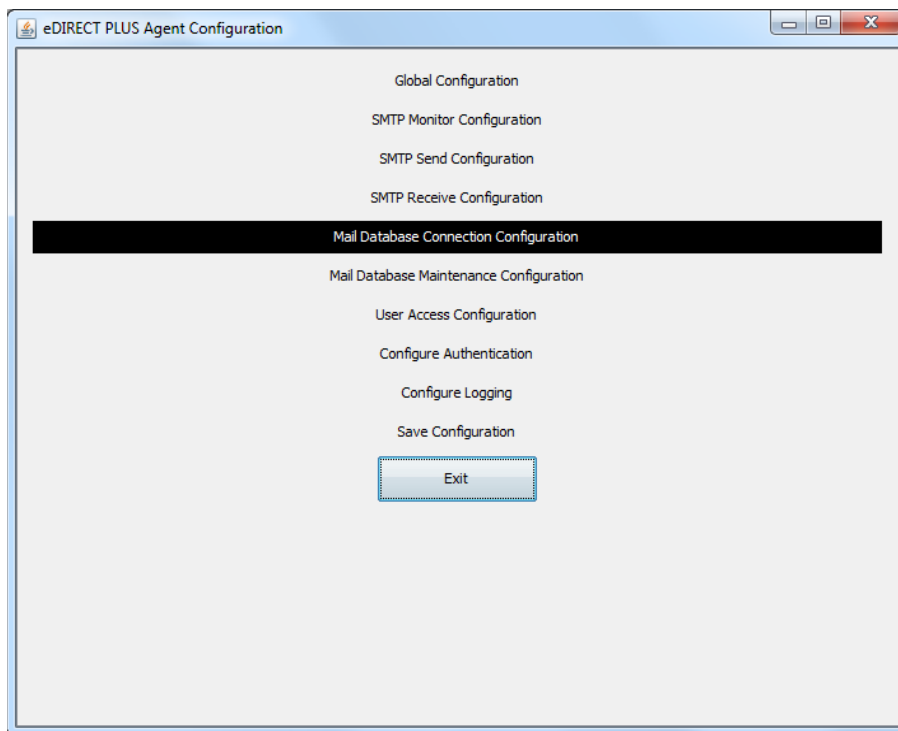 eDIRECT PLUS Agent Configuration
Global Configuration
SMTP Monitor Configuration
SMTP Send Configuration
SMTP Receive Configuration
Mail Database Connection Configuration
Mail Database Maintenance Configuration
User Access Configuration
Configure Authentication
Configure Logging
Save Configuration
Exit